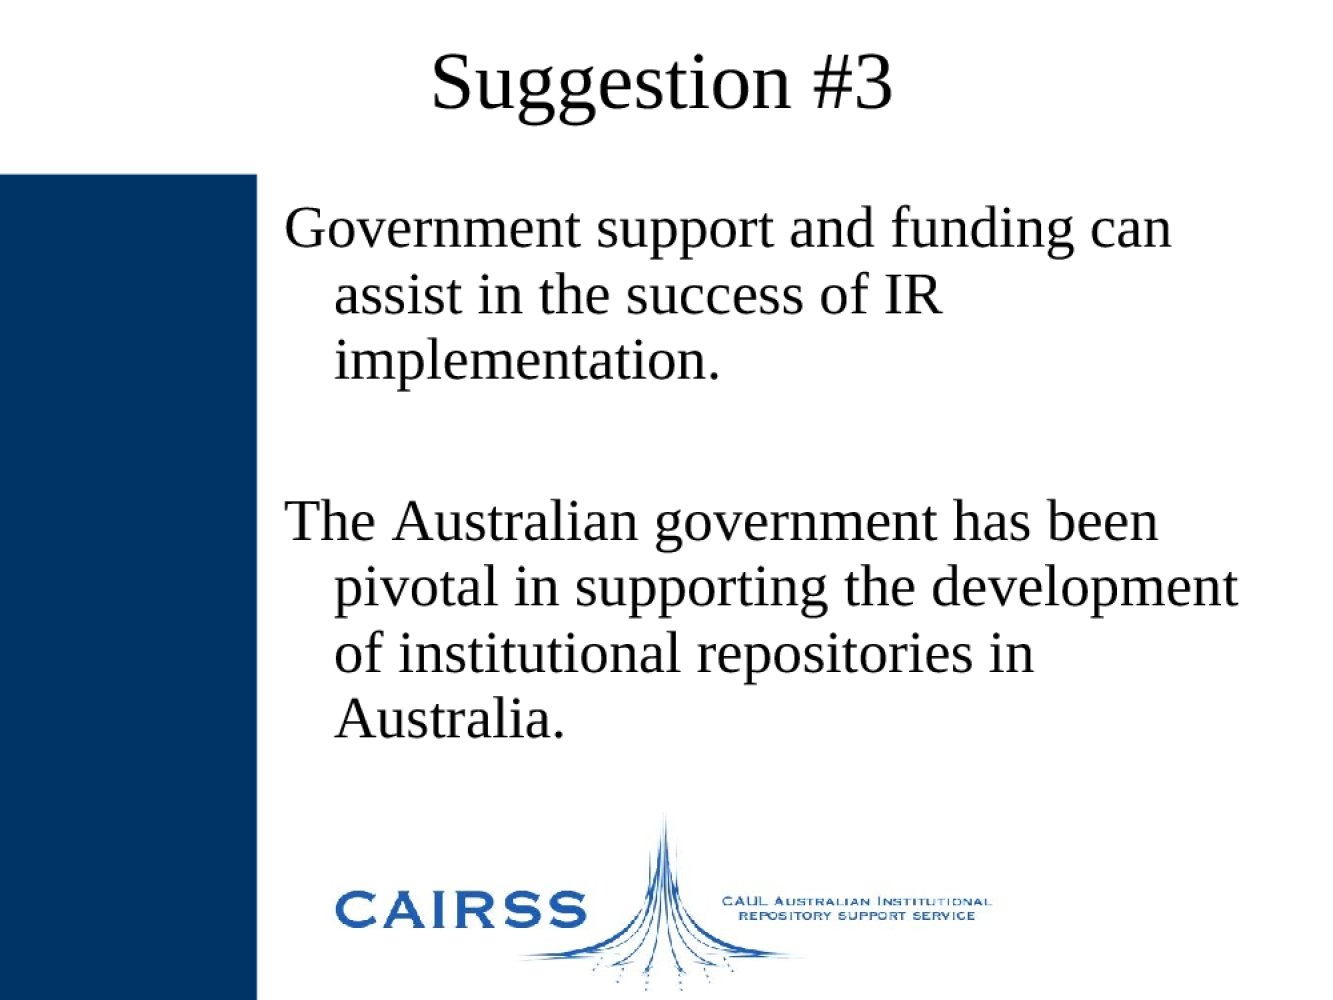 Suggestion #3
Government support and funding can
assist in the success of IR
implementation.
The Australian government has been
pivotal in supporting the development
of institutional repositories in
Australia.
CAIRSS
CAUL Australian Institutional
Repository Support Service